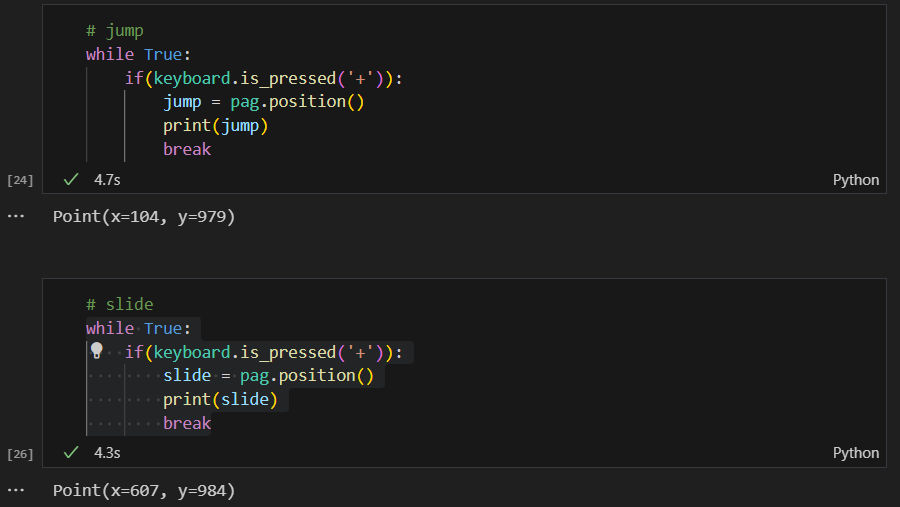 # jump
while True:
    if(keyboard.is_pressed('+')):
        jump = pag.position()
        print(jump)
        break
[24] ✓ 4.7s Python
··· Point(x=104, y=979)
# slide
while True:
    if(keyboard.is_pressed('+')):
        slide = pag.position()
        print(slide)
        break
[26] ✓ 4.3s Python
··· Point(x=607, y=984)